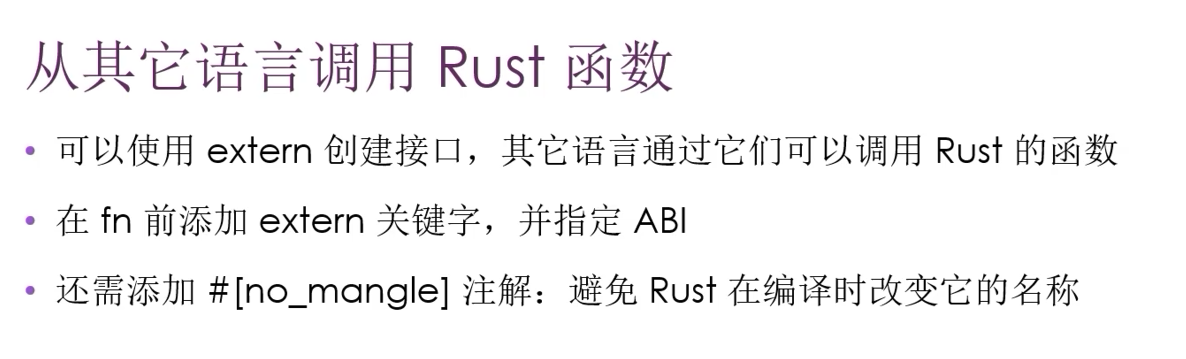 从其它语言调用 Rust 函数
• 可以使用 extern 创建接口，其它语言通过它们可以调用 Rust 的函数
• 在 fn 前添加 extern 关键字，并指定 ABI
• 还需添加 #[no_mangle] 注解：避免 Rust 在编译时改变它的名称